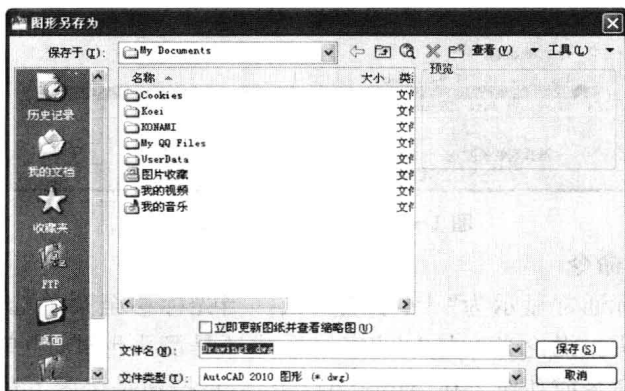 图形另存为
保存于(I): My Documents 查看(V) 工具(L)
预览
名称 大小 类
Cookies 文件
Koei 文件
KONAMI 文件
My QQ Files 文件
UserData 文件
图片收藏 文件
我的视频 文件
我的音乐 文件
历史记录
我的文档
收藏夹
FTP
桌面
立即更新图纸并查看缩略图(U)
文件名(N): Drawing1.dwg 保存(S)
文件类型(T): AutoCAD 2010 图形 (*.dwg) 取消